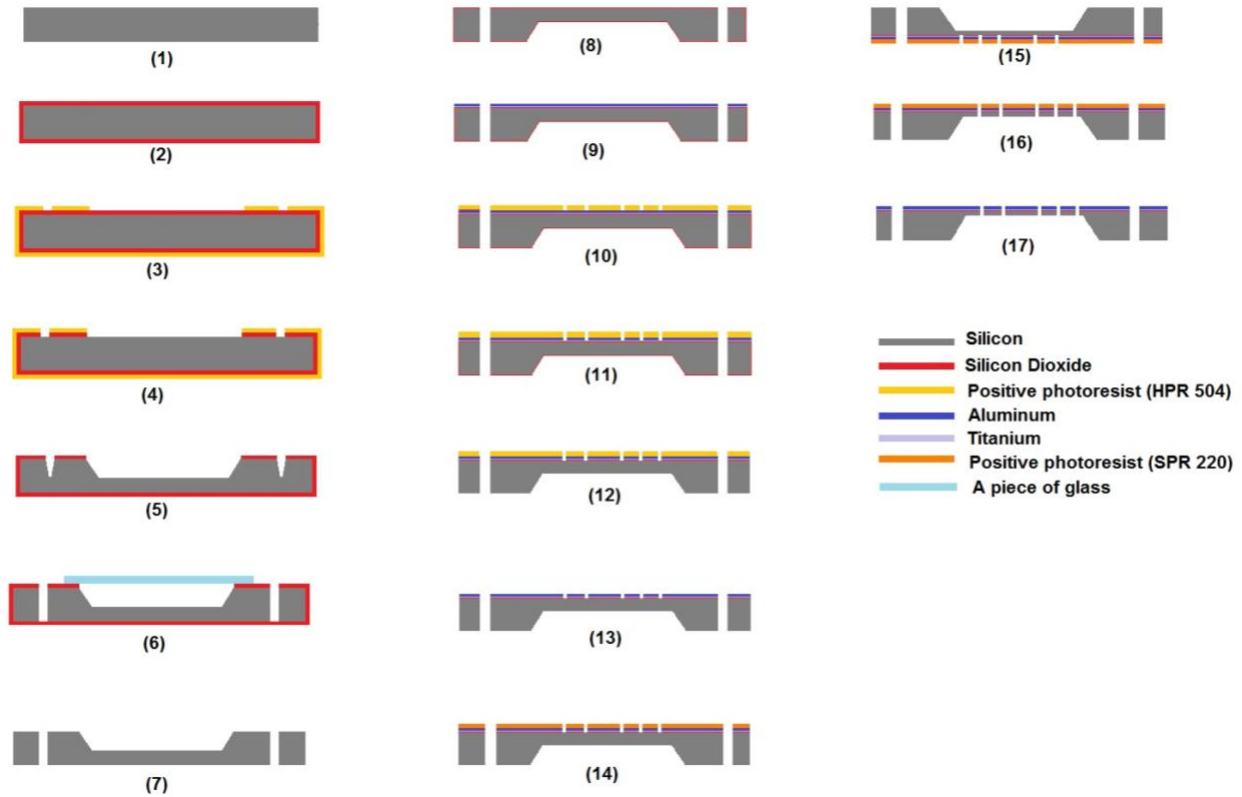 (1)
(2)
(3)
(4)
(5)
(6)
(7)
(8)
(9)
(10)
(11)
(12)
(13)
(14)
(15)
(16)
(17)
Silicon
Silicon Dioxide
Positive photoresist (HPR 504)
Aluminum
Titanium
Positive photoresist (SPR 220)
A piece of glass